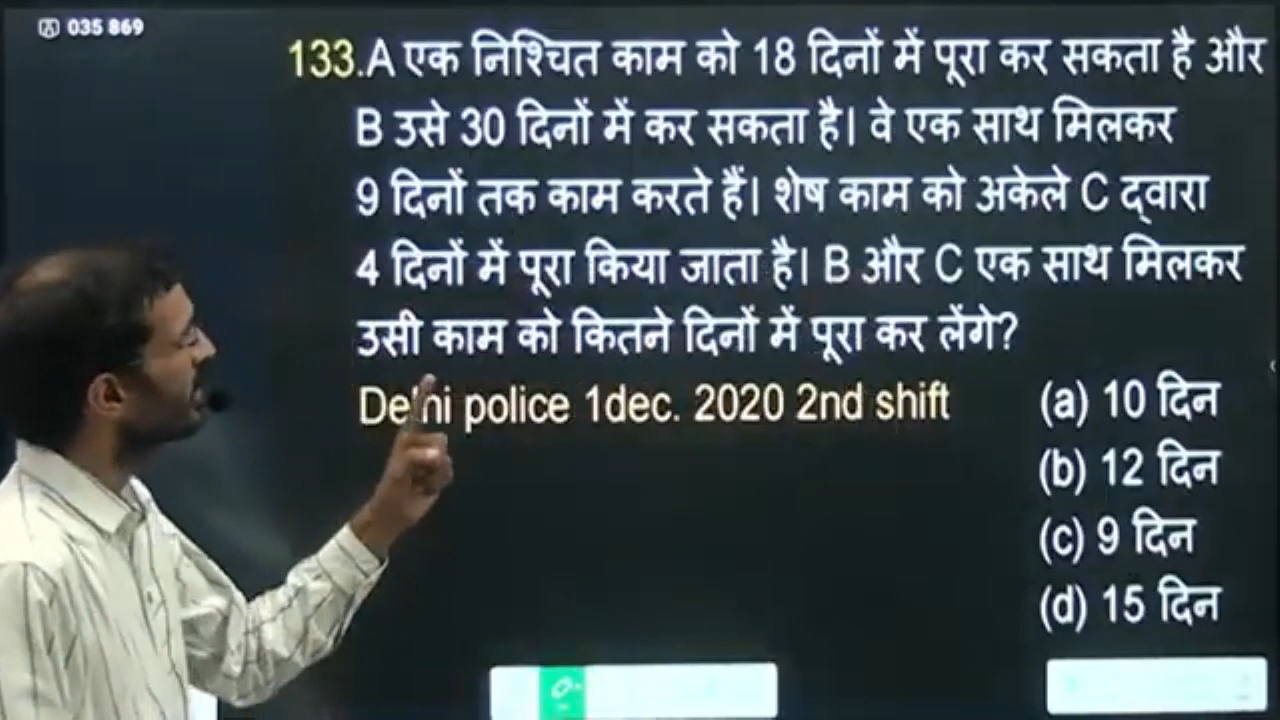 035 869
133.A एक निश्चित काम को 18 दिनों में पूरा कर सकता है और
B उसे 30 दिनों में कर सकता है। वे एक साथ मिलकर
9 दिनों तक काम करते हैं। शेष काम को अकेले C द्वारा
4 दिनों में पूरा किया जाता है। B और C एक साथ मिलकर
उसी काम को कितने दिनों में पूरा कर लेंगे?
Delhi police 1dec. 2020 2nd shift
(a) 10 दिन
(b) 12 दिन
(c) 9 दिन
(d) 15 दिन